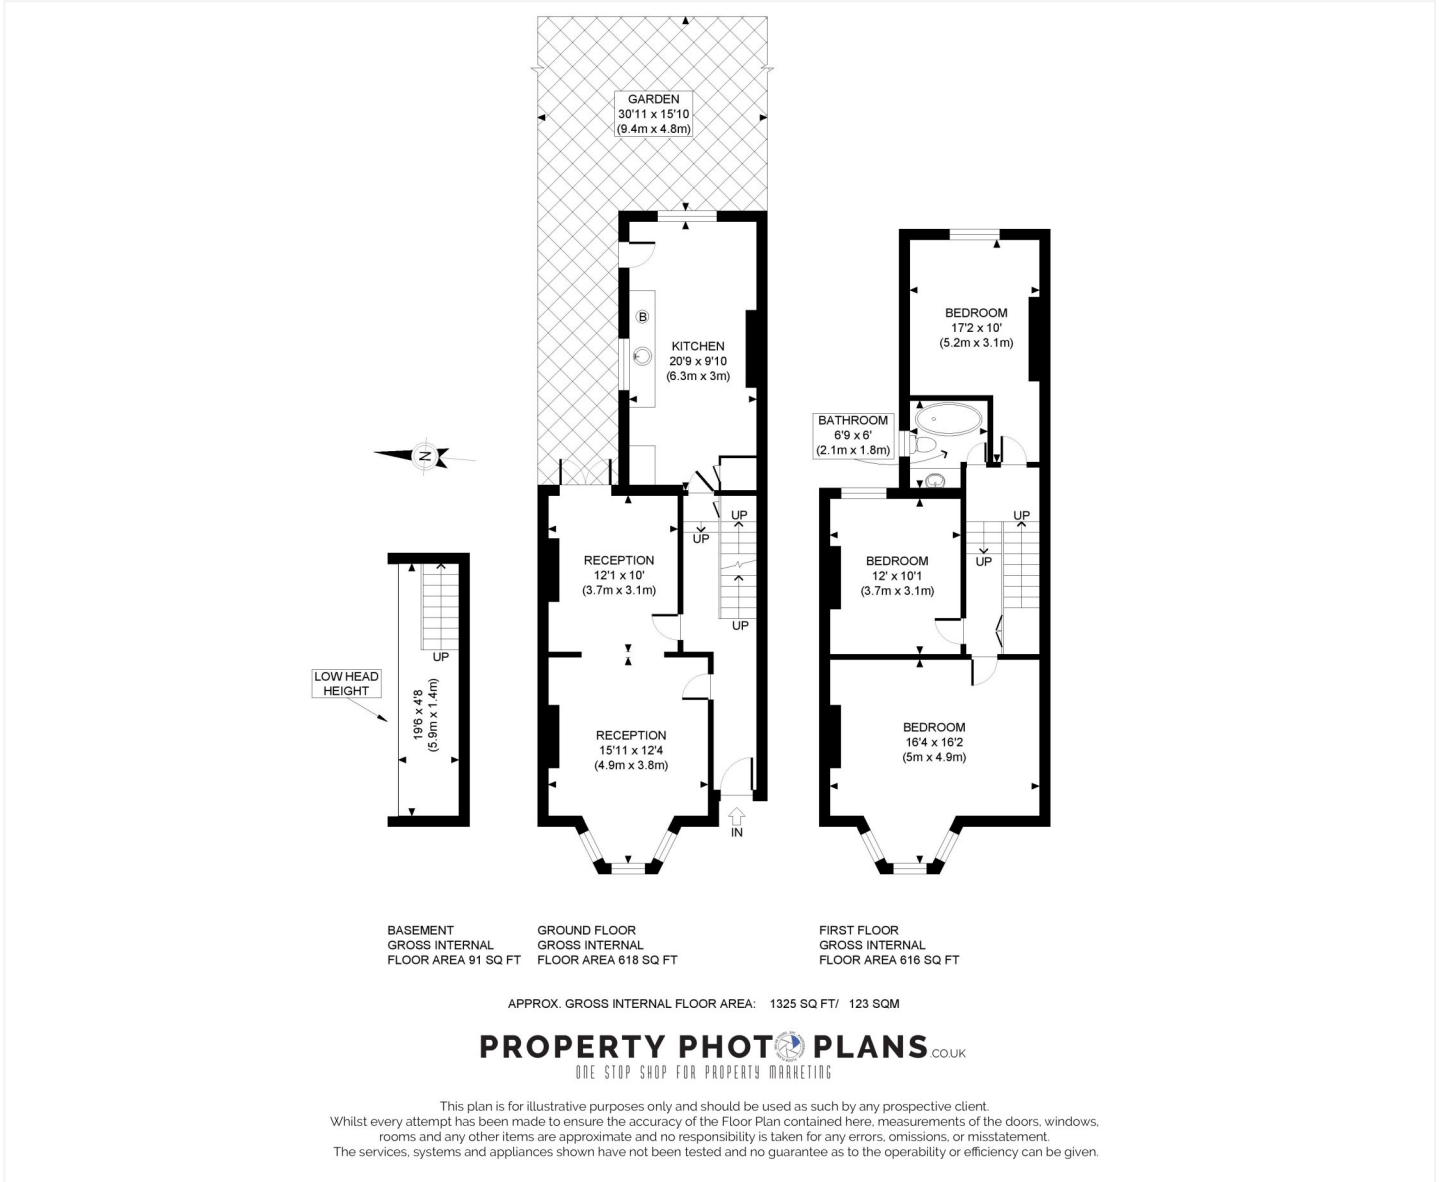 GARDEN
30'11 x 15'10
(9.4m x 4.8m)
B
KITCHEN
20'9 x 9'10
(6.3m x 3m)
BEDROOM
17'2 x 10'
(5.2m x 3.1m)
BATHROOM
6'9 x 6'
(2.1m x 1.8m)
N
UP
UP
RECEPTION
12'1 x 10'
(3.7m x 3.1m)
UP
UP
UP
BEDROOM
12' x 10'1
(3.7m x 3.1m)
UP
LOW HEAD
HEIGHT
19'6 x 4'8
(5.9m x 1.4m)
RECEPTION
15'11 x 12'4
(4.9m x 3.8m)
IN
BEDROOM
16'4 x 16'2
(5m x 4.9m)
BASEMENT
GROSS INTERNAL
FLOOR AREA 91 SQ FT
GROUND FLOOR
GROSS INTERNAL
FLOOR AREA 618 SQ FT
FIRST FLOOR
GROSS INTERNAL
FLOOR AREA 616 SQ FT
APPROX. GROSS INTERNAL FLOOR AREA: 1325 SQ FT/ 123 SQM
PROPERTY PHOTO PLANS.CO.UK
ONE STOP SHOP FOR PROPERTY MARKETING
This plan is for illustrative purposes only and should be used as such by any prospective client.
Whilst every attempt has been made to ensure the accuracy of the Floor Plan contained here, measurements of the doors, windows,
rooms and any other items are approximate and no responsibility is taken for any errors, omissions, or misstatement.
The services, systems and appliances shown have not been tested and no guarantee as to the operability or efficiency can be given.